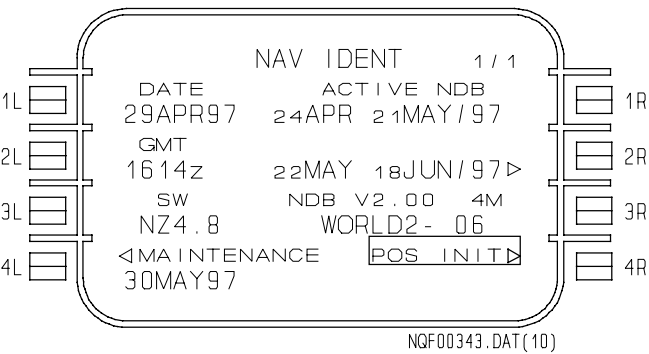 NAV IDENT 1/1
DATE ACTIVE NDB
1L 29APR97 24APR 21MAY/97 1R
GMT
2L 1614z 22MAY 18JUN/97▷ 2R
SW NDB V2.00 4M
3L NZ4.8 WORLD2- 06 3R
◁MAINTENANCE POS INIT▷
4L 4R
30MAY97
NQF00343.DAT(10)